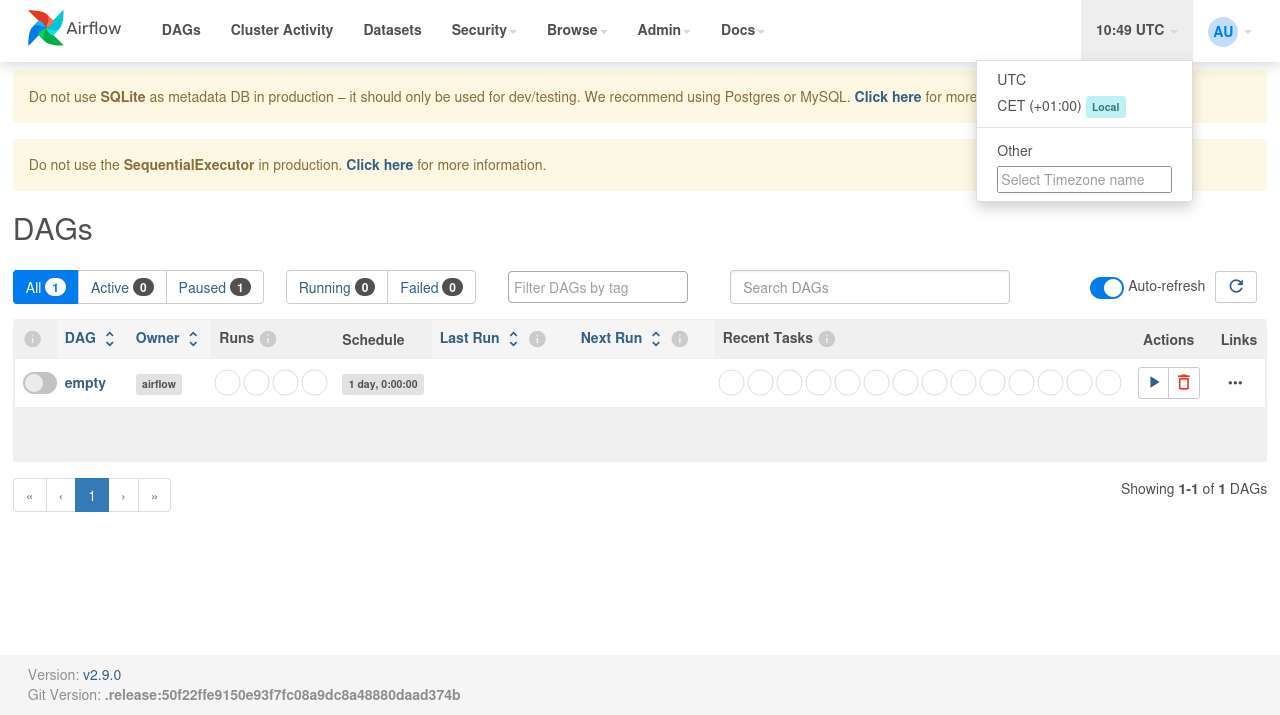 Airflow
DAGs Cluster Activity Datasets Security Browse Admin Docs 10:49 UTC AU
UTC
CET (+01:00) Local
Other
Select Timezone name
Do not use SQLite as metadata DB in production – it should only be used for dev/testing. We recommend using Postgres or MySQL. Click here for more
Do not use the SequentialExecutor in production. Click here for more information.
DAGs
All 1 Active 0 Paused 1 Running 0 Failed 0 Filter DAGs by tag Search DAGs Auto-refresh
DAG Owner Runs Schedule Last Run Next Run Recent Tasks Actions Links
empty airflow 1 day, 0:00:00
« ‹ 1 › » Showing 1-1 of 1 DAGs
Version: v2.9.0
Git Version: .release:50f22ffe9150e93f7fc08a9dc8a48880daad374b